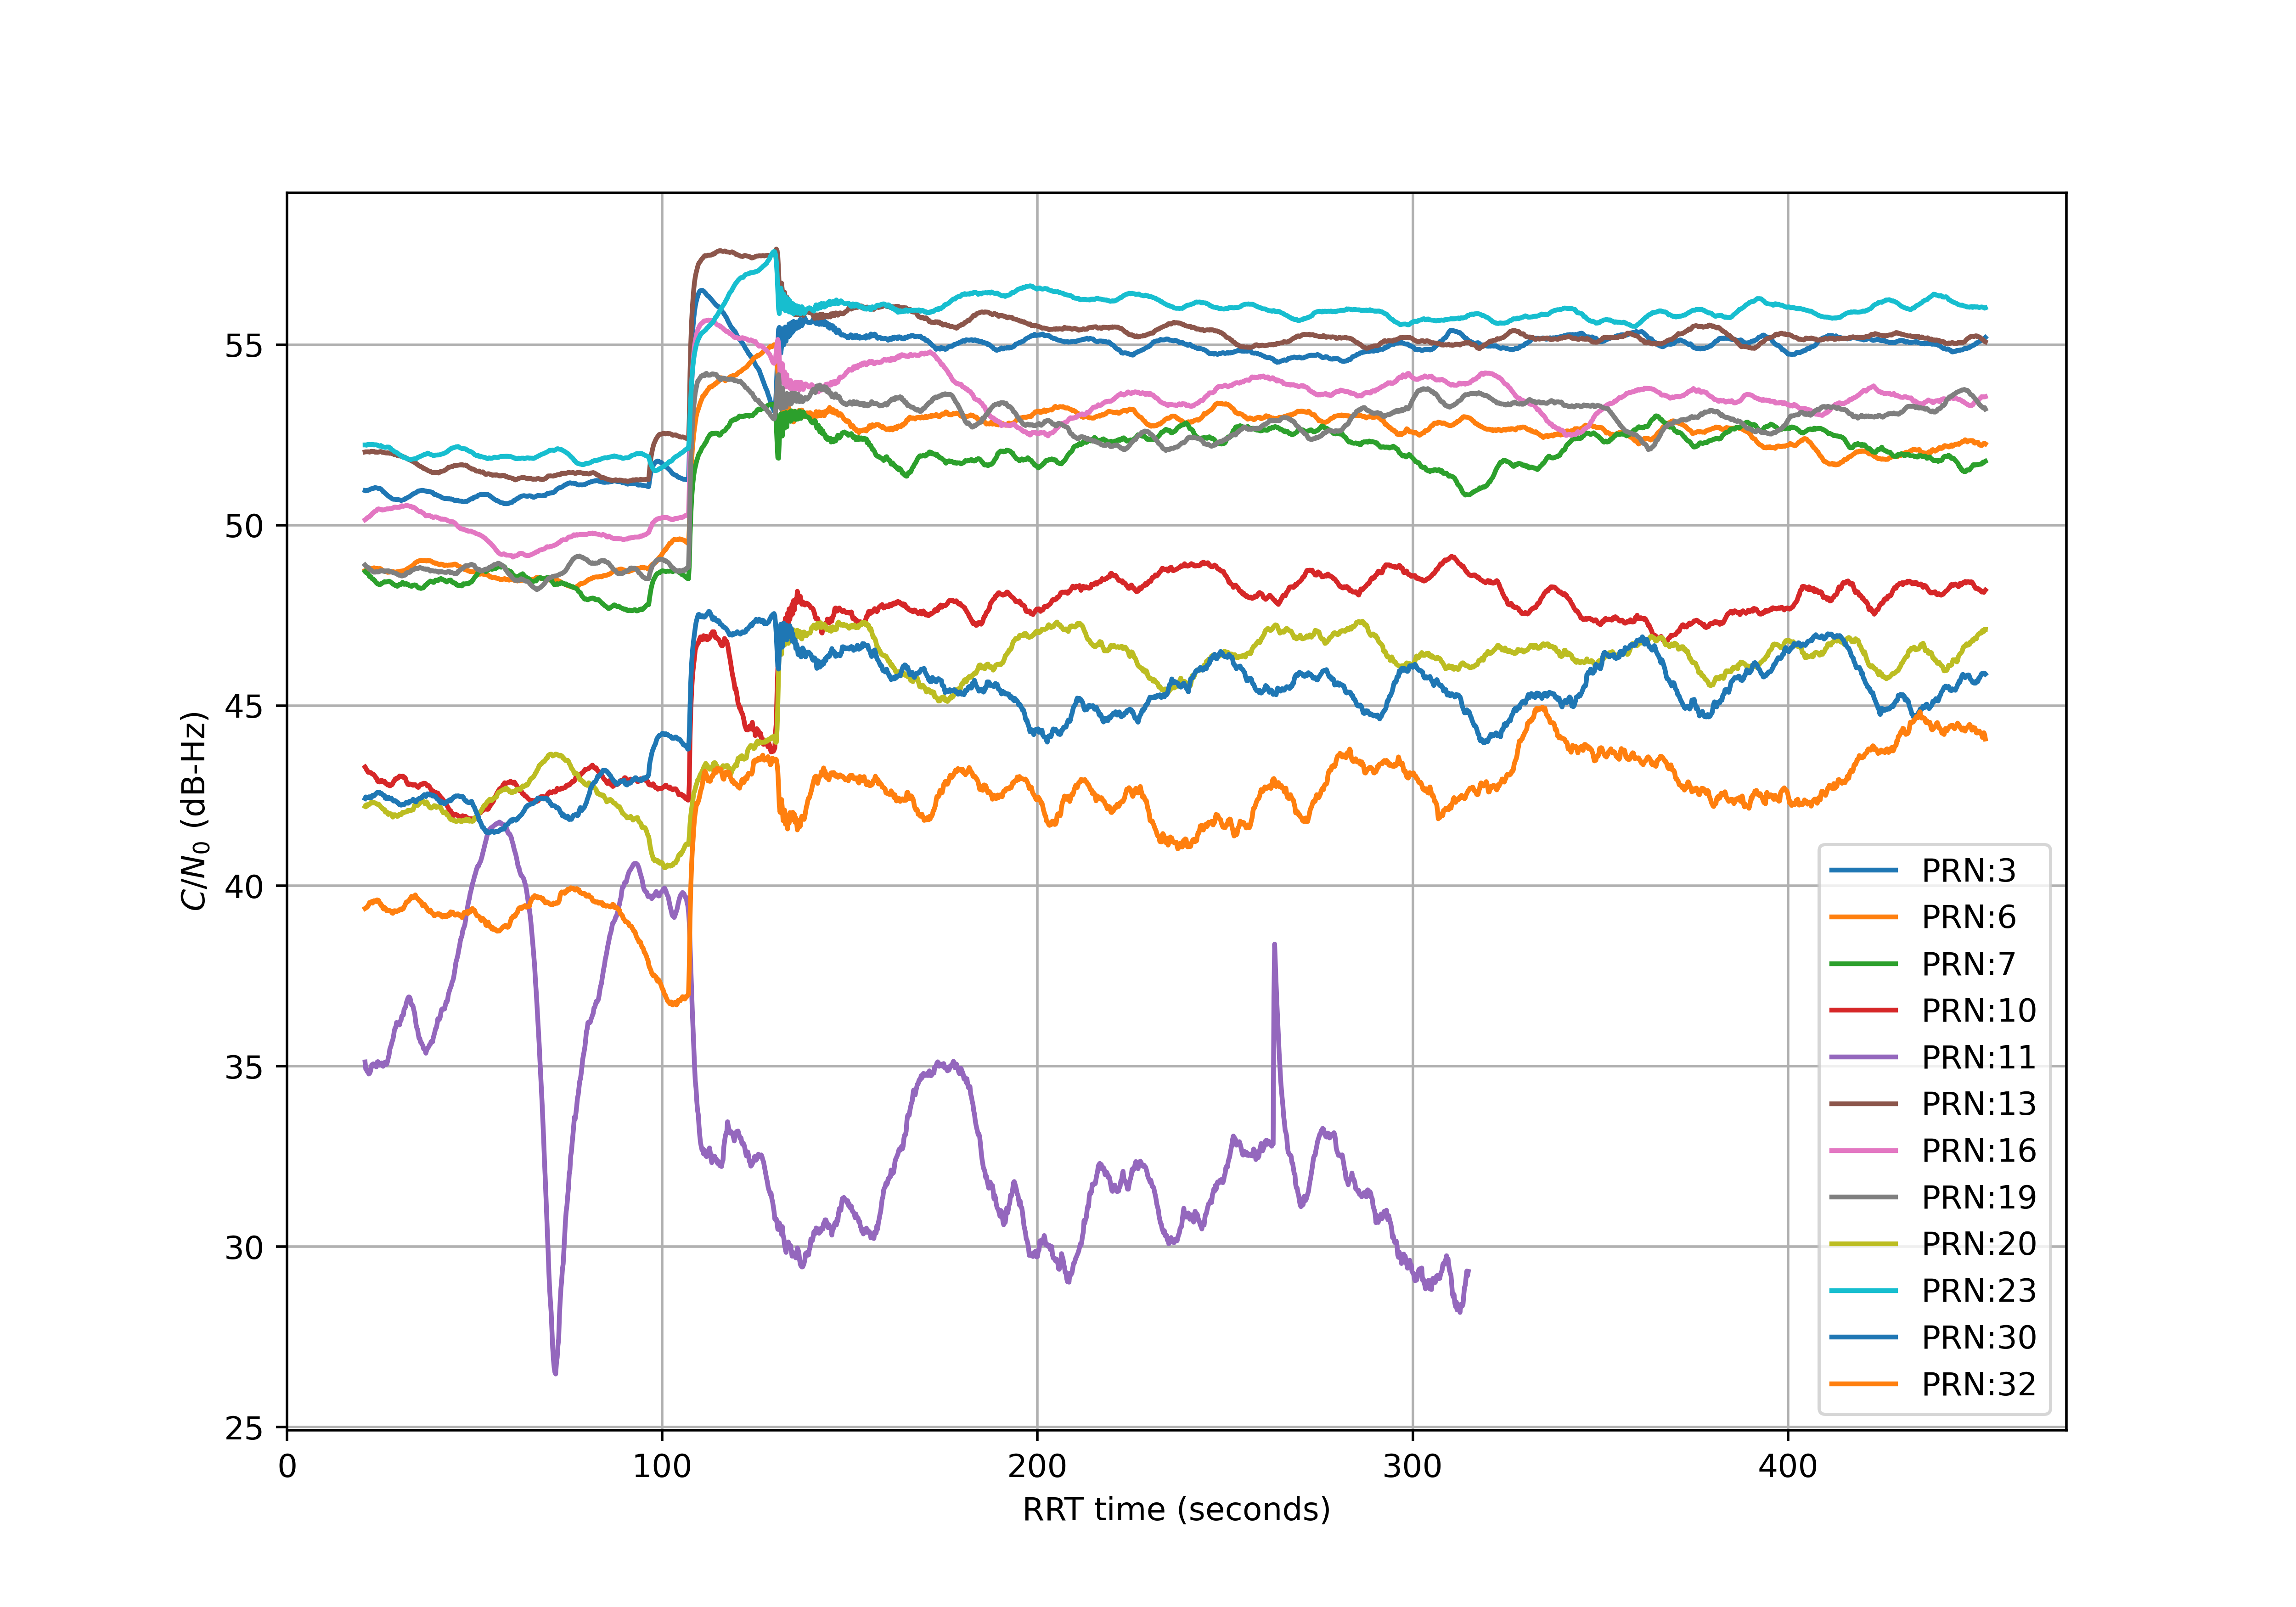 55
50
45
40
35
30
25
C/N0 (dB-Hz)
0 100 200 300 400
RRT time (seconds)
PRN:3
PRN:6
PRN:7
PRN:10
PRN:11
PRN:13
PRN:16
PRN:19
PRN:20
PRN:23
PRN:30
PRN:32